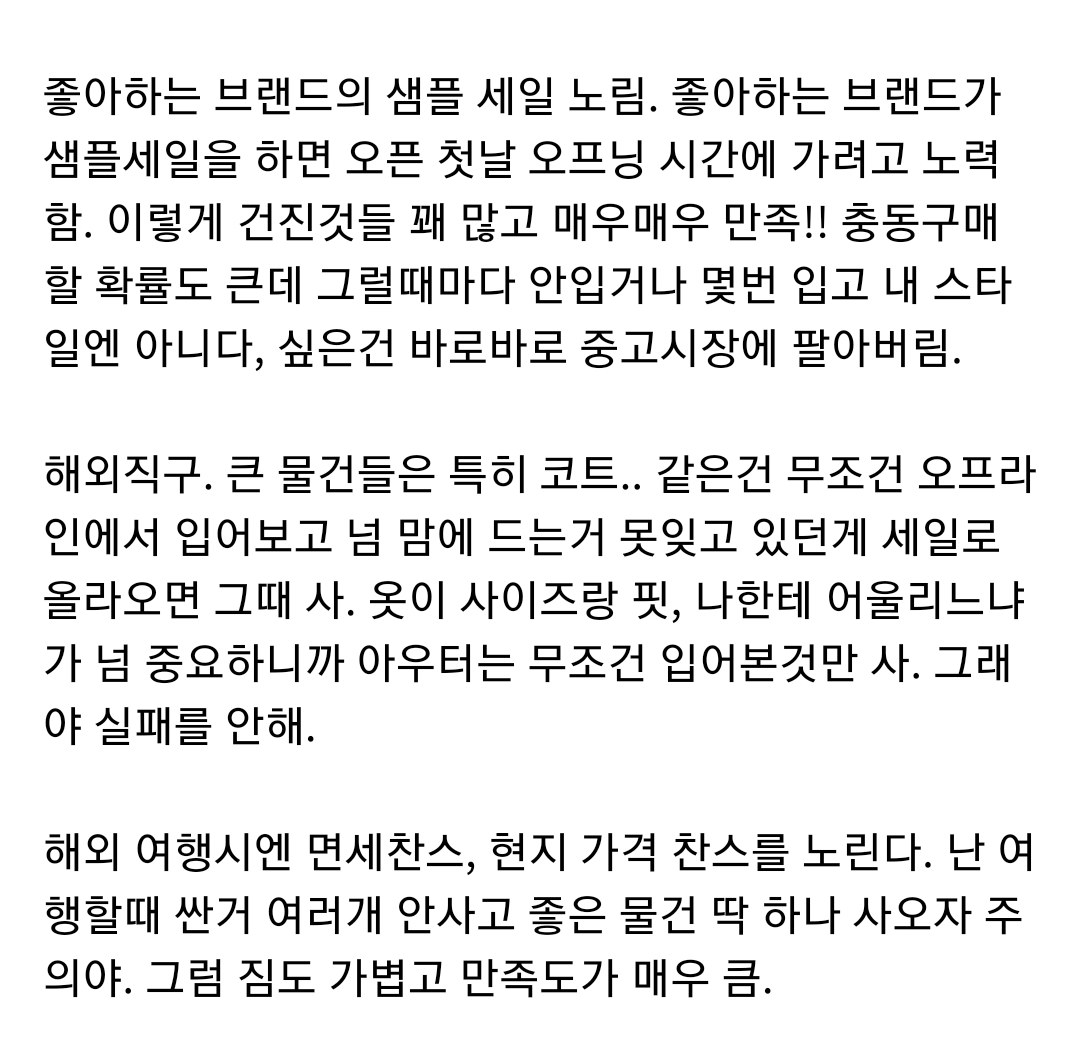 좋아하는 브랜드의 샘플 세일 노림. 좋아하는 브랜드가
샘플세일을 하면 오픈 첫날 오프닝 시간에 가려고 노력
함. 이렇게 건진것들 꽤 많고 매우매우 만족!! 충동구매
할 확률도 큰데 그럴때마다 안입거나 몇번 입고 내 스타
일엔 아니다, 싶은건 바로바로 중고시장에 팔아버림.
해외직구. 큰 물건들은 특히 코트.. 같은건 무조건 오프라
인에서 입어보고 넘 맘에 드는거 못잊고 있던게 세일로
올라오면 그때 사. 옷이 사이즈랑 핏, 나한테 어울리느냐
가 넘 중요하니까 아우터는 무조건 입어본것만 사. 그래
야 실패를 안해.
해외 여행시엔 면세찬스, 현지 가격 찬스를 노린다. 난 여
행할때 싼거 여러개 안사고 좋은 물건 딱 하나 사오자 주
의야. 그럼 짐도 가볍고 만족도가 매우 큼.